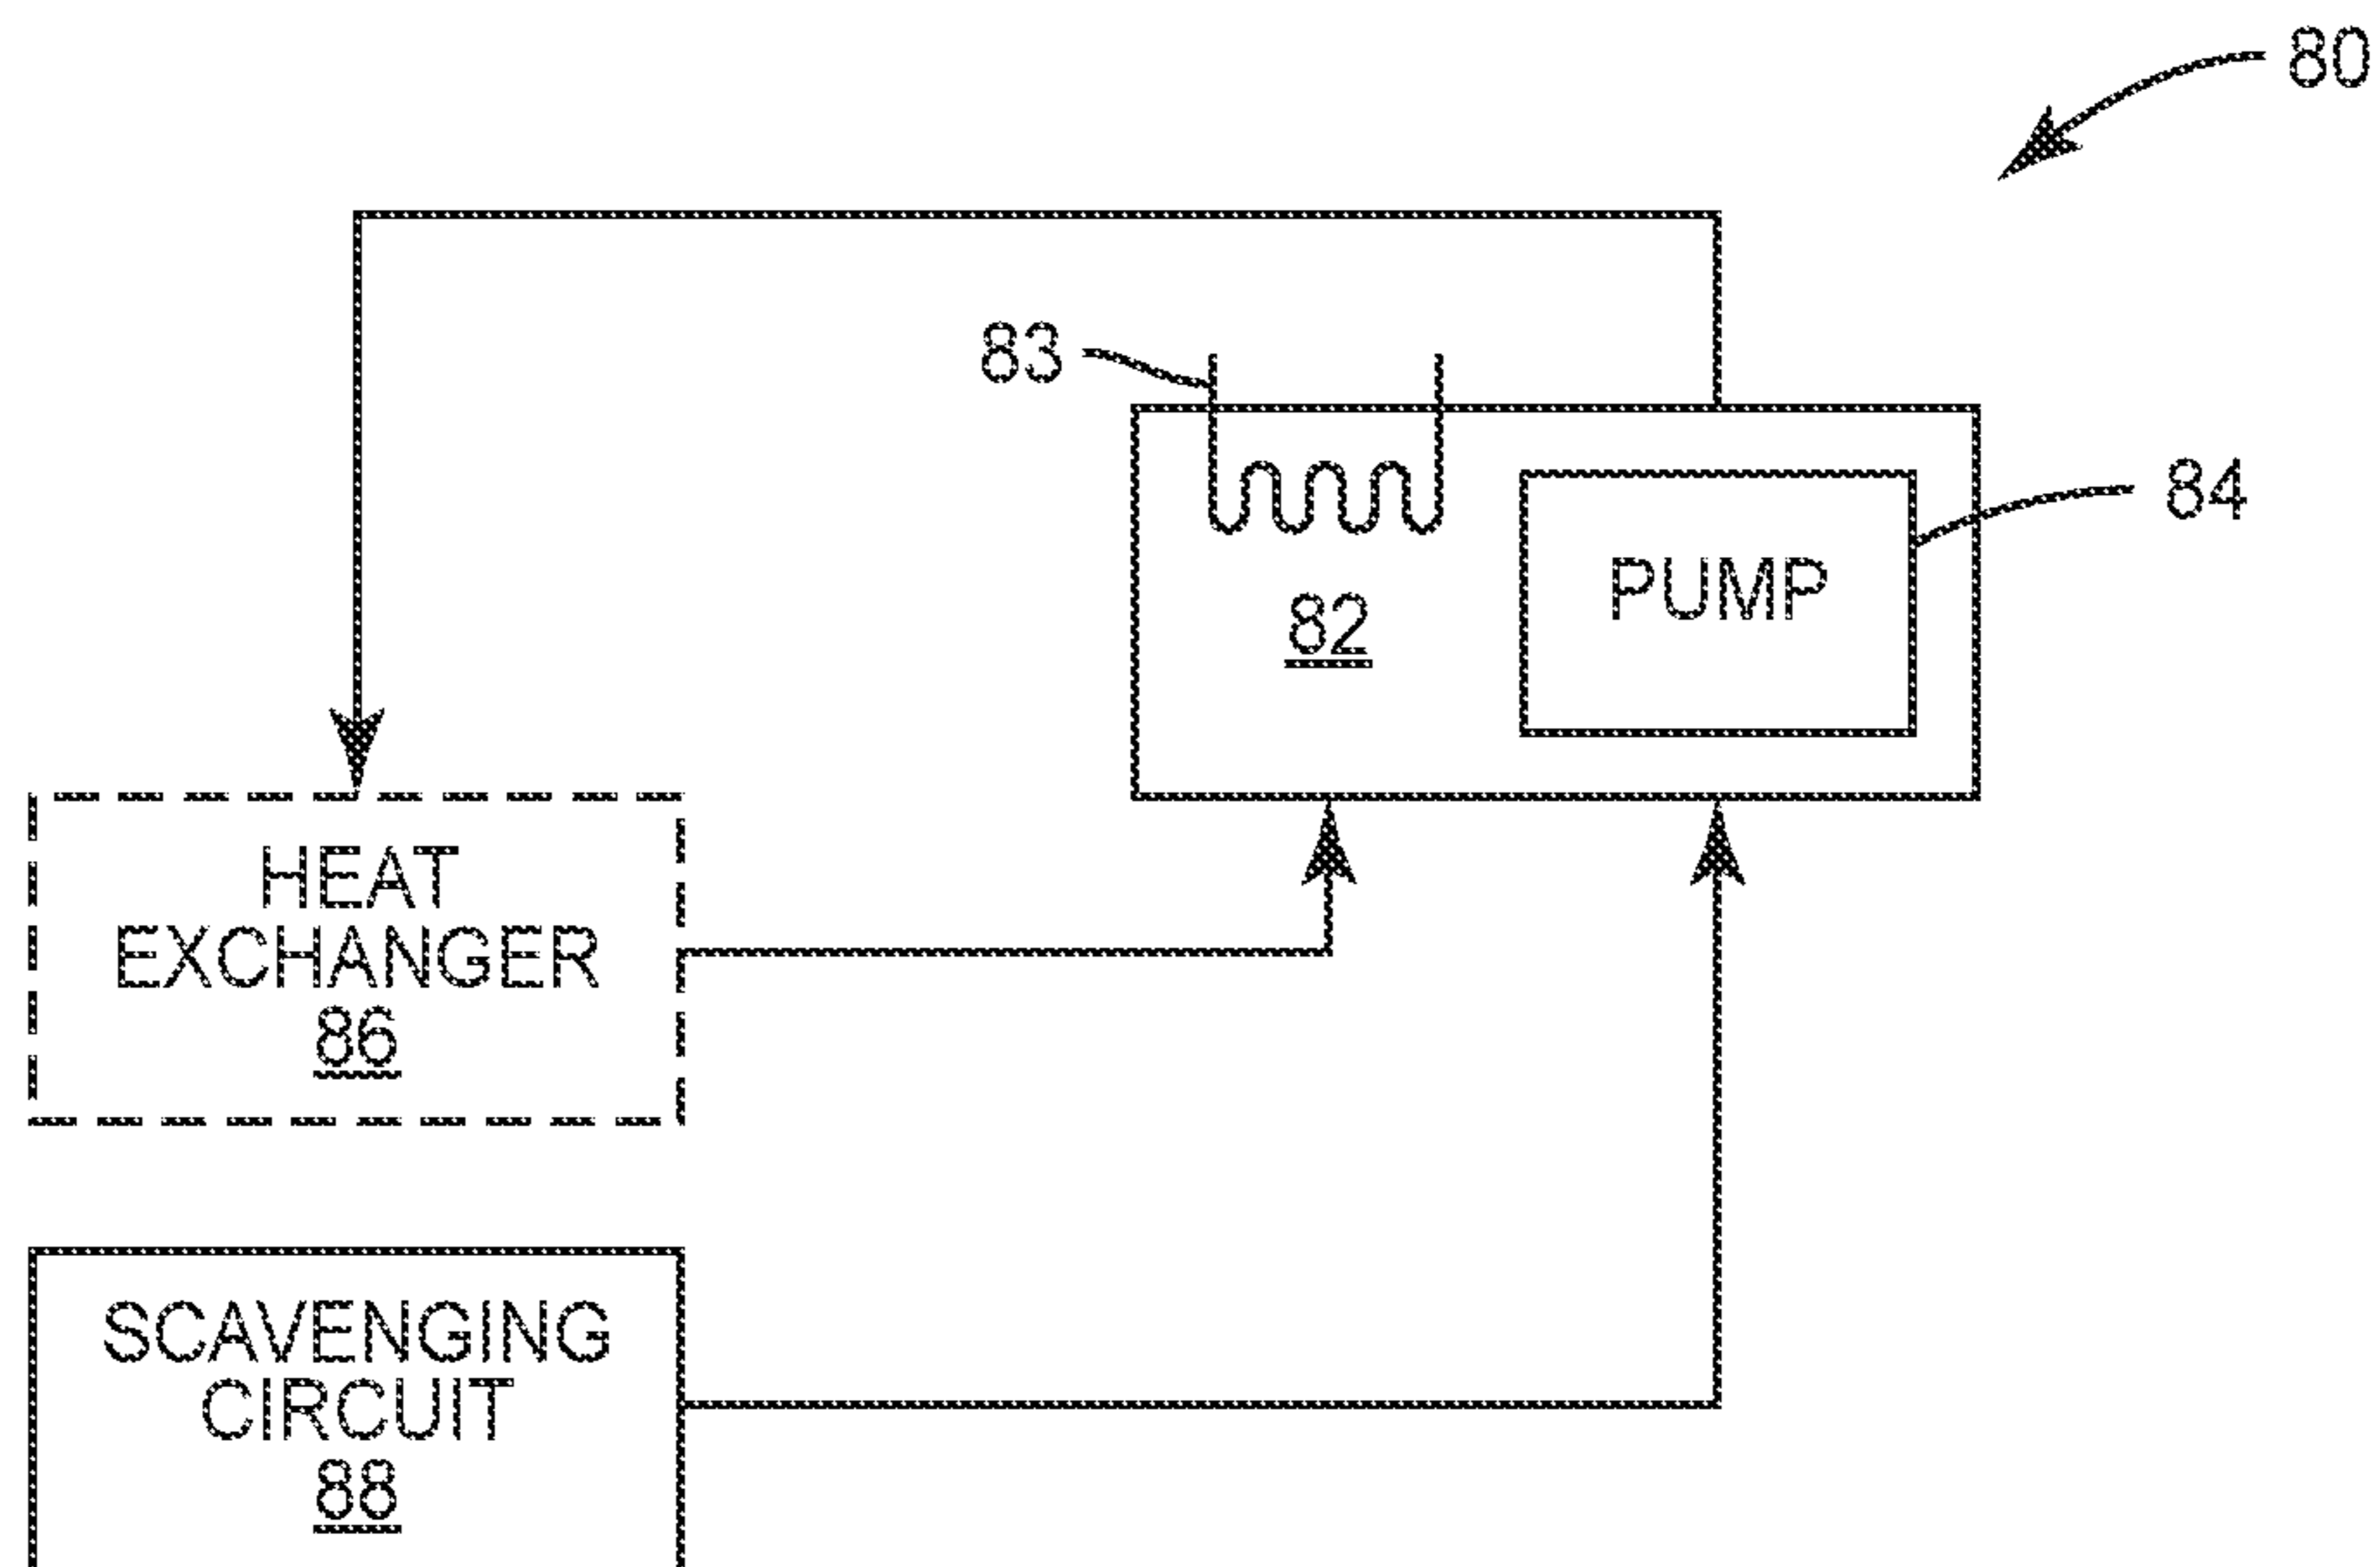 80
83
84
PUMP
82
HEAT
EXCHANGER
86
SCAVENGING
CIRCUIT
88